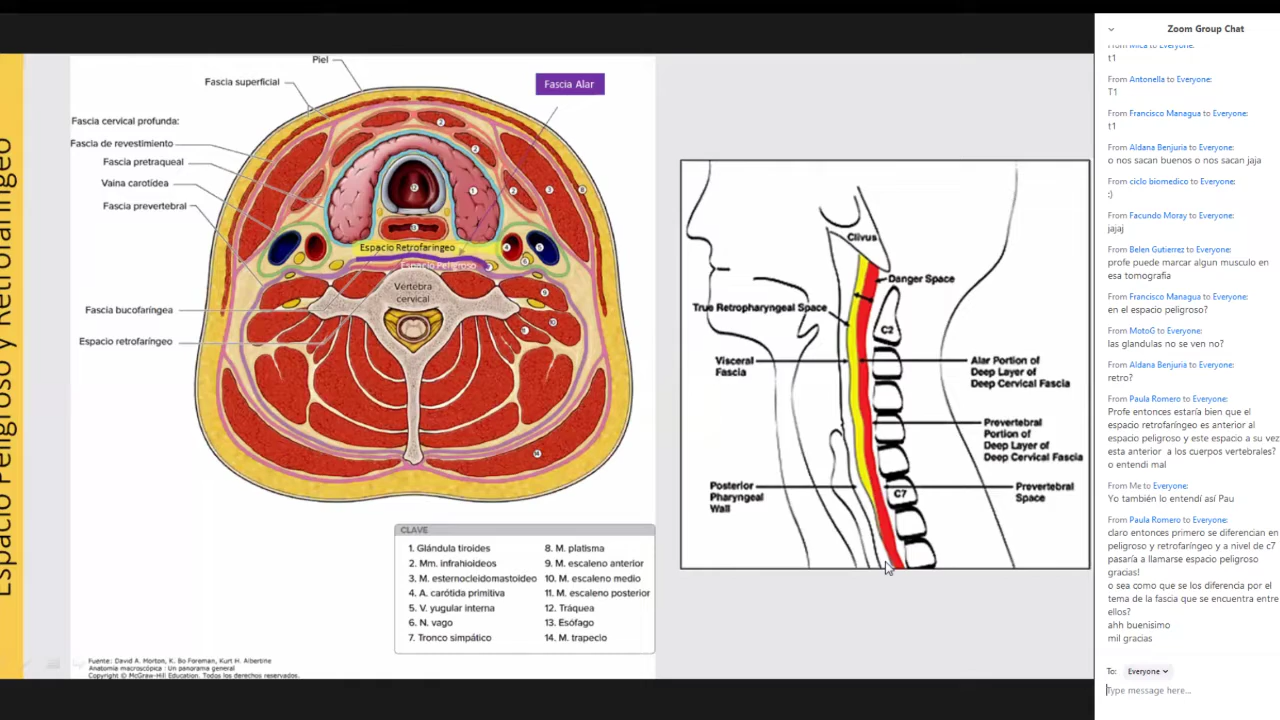 Espacio Peligroso y Retrofaríngeo
Piel
Fascia superficial
Fascia Alar
Fascia cervical profunda:
Fascia de revestimiento
Fascia pretraqueal
Vaina carotídea
Fascia prevertebral
Espacio Retrofaríngeo
Espacio Peligroso
Vértebra
cervical
Fascia bucofaríngea
Espacio retrofaríngeo
CLAVE
1. Glándula tiroides
2. Mm. infrahioideos
3. M. esternocleidomastoideo
4. A. carótida primitiva
5. V. yugular interna
6. N. vago
7. Tronco simpático
8. M. platisma
9. M. escaleno anterior
10. M. escaleno medio
11. M. escaleno posterior
12. Tráquea
13. Esófago
14. M. trapecio
Fuente: David A. Morton, K. Bo Foreman, Kurt H. Albertine
Anatomía macroscópica : Un panorama general
Copyright © McGraw-Hill Education. Todos los derechos reservados.
Clivus
Danger Space
True Retropharyngeal Space
C2
Visceral
Fascia
Alar Portion of
Deep Layer of
Deep Cervical Fascia
Prevertebral
Portion of
Deep Layer of
Deep Cervical Fascia
Posterior
Pharyngeal
Wall
C7
Prevertebral
Space
Zoom Group Chat
From Mica to Everyone:
t1
From Antonella to Everyone:
T1
From Francisco Managua to Everyone:
t1
From Aldana Benjuria to Everyone:
o nos sacan buenos o nos sacan jaja
From ciclo biomedico to Everyone:
:)
From Facundo Moray to Everyone:
jajaj
From Belen Gutierrez to Everyone:
profe puede marcar algun musculo en
esa tomografia
From Francisco Managua to Everyone:
en el espacio peligroso?
From MotoG to Everyone:
las glandulas no se ven no?
From Aldana Benjuria to Everyone:
retro?
From Paula Romero to Everyone:
Profe entonces estaría bien que el
espacio retrofaríngeo es anterior al
espacio peligroso y este espacio a su vez
esta anterior a los cuerpos vertebrales?
o entendi mal
From Me to Everyone:
Yo también lo entendí así Pau
From Paula Romero to Everyone:
claro entonces primero se diferencian en
peligroso y retrofaríngeo y a nivel de c7
pasaría a llamarse espacio peligroso
gracias!
o sea como que se los diferencia por el
tema de la fascia que se encuentra entre
ellos?
ahh buenisimo
mil gracias
To: Everyone
Type message here...